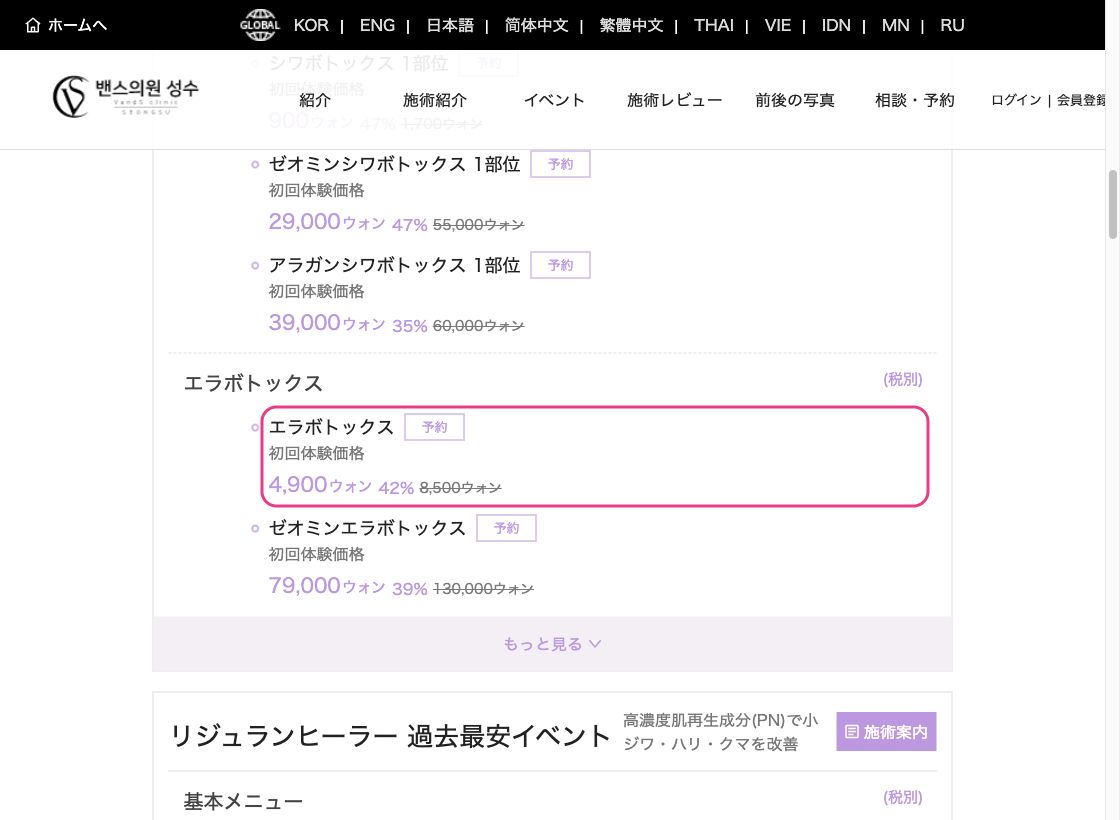 ホームへ
GLOBAL KOR | ENG | 日本語 | 简体中文 | 繁體中文 | THAI | VIE | IDN | MN | RU
シワボトックス 1部位 予約
初回体験価格
900ウォン 47% 1,700ウォン
밴스의원 성수
VandS clinic
SEONGSU
紹介 施術紹介 イベント 施術レビュー 前後の写真 相談・予約 ログイン | 会員登録
ゼオミンシワボトックス 1部位 予約
初回体験価格
29,000ウォン 47% 55,000ウォン
アラガンシワボトックス 1部位 予約
初回体験価格
39,000ウォン 35% 60,000ウォン
エラボトックス (税別)
エラボトックス 予約
初回体験価格
4,900ウォン 42% 8,500ウォン
ゼオミンエラボトックス 予約
初回体験価格
79,000ウォン 39% 130,000ウォン
もっと見る
リジュランヒーラー 過去最安イベント
高濃度肌再生成分(PN)で小
ジワ・ハリ・クマを改善
施術案内
基本メニュー (税別)